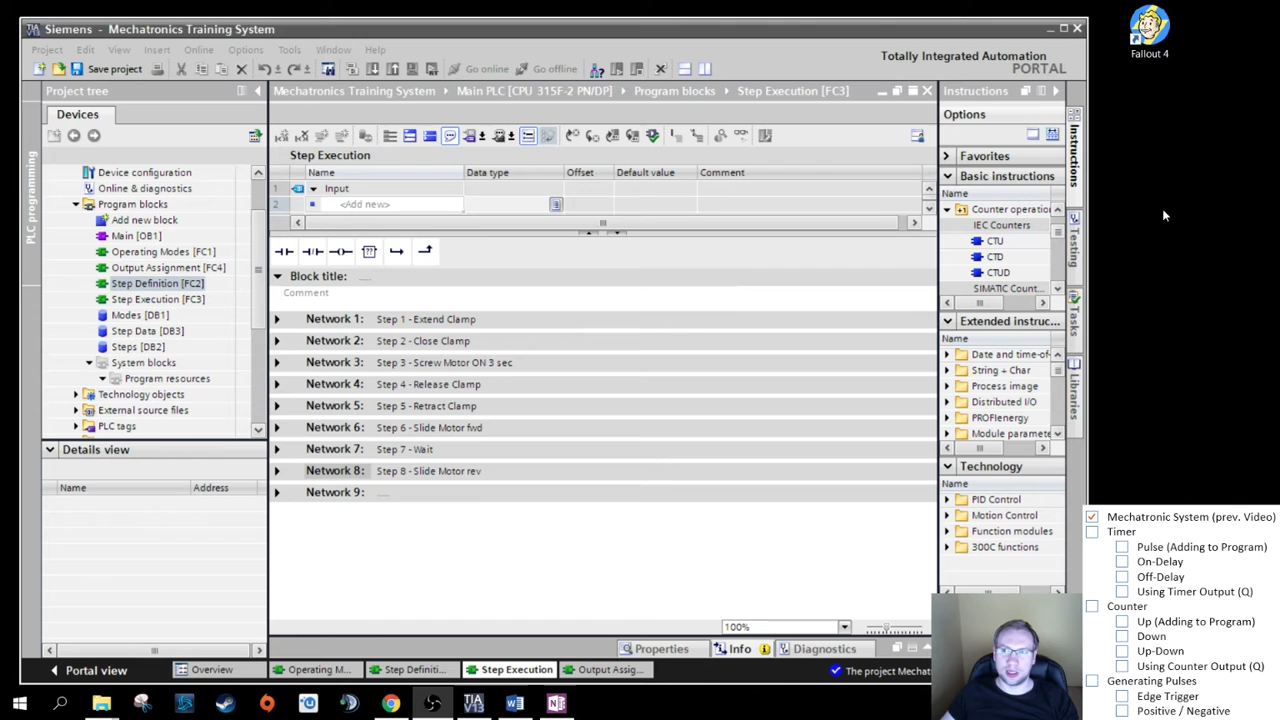 Siemens - Mechatronics Training System
Fallout 4
Project Edit View Insert Online Options Tools Window Help
Totally Integrated Automation
PORTAL
Save project
Go online
Go offline
Project tree
Mechatronics Training System
Main PLC [CPU 315F-2 PN/DP]
Program blocks
Step Execution [FC3]
Instructions
Devices
Options
PLC programming
Device configuration
Online & diagnostics
Program blocks
Add new block
Main [OB1]
Operating Modes [FC1]
Output Assignment [FC4]
Step Definition [FC2]
Step Execution [FC3]
Modes [DB1]
Step Data [DB3]
Steps [DB2]
System blocks
Program resources
Technology objects
External source files
PLC tags
Details view
Name Address
Step Execution
Name Data type Offset Default value Comment
1 Input
2 <Add new>
Block title: .....
Comment
Network 1: Step 1 - Extend Clamp
Network 2: Step 2 - Close Clamp
Network 3: Step 3 - Screw Motor ON 3 sec
Network 4: Step 4 - Release Clamp
Network 5: Step 5 - Retract Clamp
Network 6: Step 6 - Slide Motor fwd
Network 7: Step 7 - Wait
Network 8: Step 8 - Slide Motor rev
Network 9: .....
100%
Properties
Info
Diagnostics
Favorites
Basic instructions
Name
Counter operatio
IEC Counters
CTU
CTD
CTUD
SIMATIC Count...
Extended instruc...
Name
Date and time-of-
String + Char
Process image
Distributed I/O
PROFIenergy
Module paramete
Technology
Name
PID Control
Motion Control
Function modules
300C functions
Instructions
Testing
Tasks
Libraries
Portal view
Overview
Operating M...
Step Definiti...
Step Execution
Output Assig...
The project Mechat
Mechatronic System (prev. Video)
Timer
Pulse (Adding to Program)
On-Delay
Off-Delay
Using Timer Output (Q)
Counter
Up (Adding to Program)
Down
Up-Down
Using Counter Output (Q)
Generating Pulses
Edge Trigger
Positive / Negative